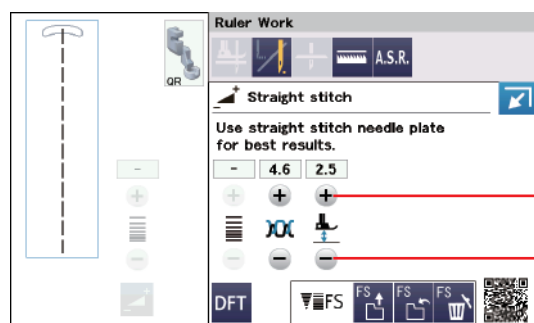 Ruler Work
QR
A.S.R.
Straight stitch
Use straight stitch needle plate
for best results.
- 4.6 2.5
-
DFT
FS
FS
FS
FS